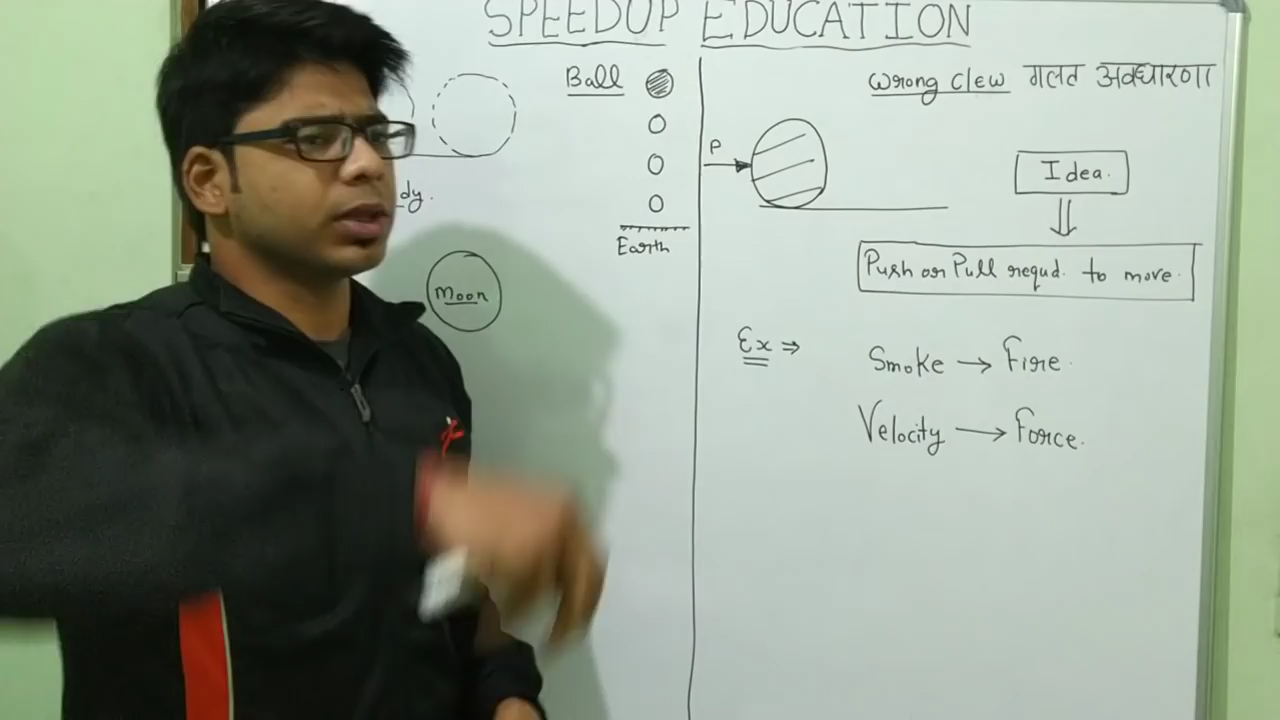 SPEEDUP EDUCATION
Ball
dy.
Earth
Moon
Wrong clew गलत अवधारणा
P
Idea.
Push or Pull requd. to move.
Ex ⇒
Smoke → Fire.
Velocity → Force.